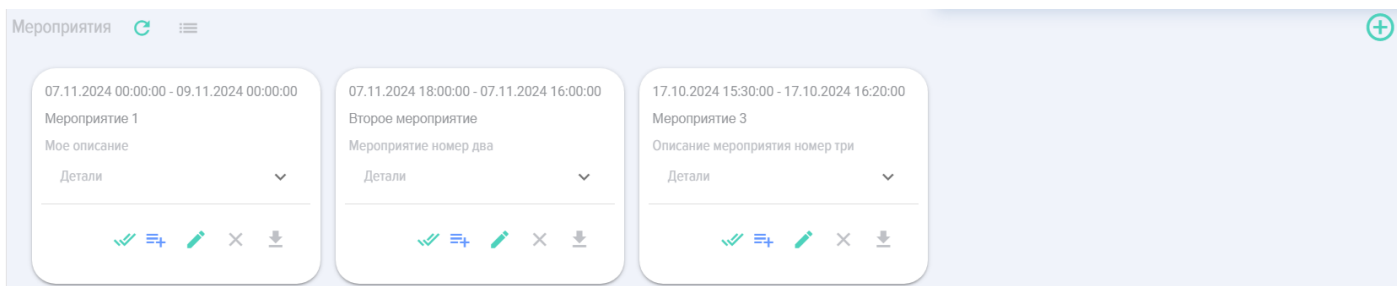 Мероприятия
07.11.2024 00:00:00 - 09.11.2024 00:00:00
Мероприятие 1
Мое описание
Детали
07.11.2024 18:00:00 - 07.11.2024 16:00:00
Второе мероприятие
Мероприятие номер два
Детали
17.10.2024 15:30:00 - 17.10.2024 16:20:00
Мероприятие 3
Описание мероприятия номер три
Детали